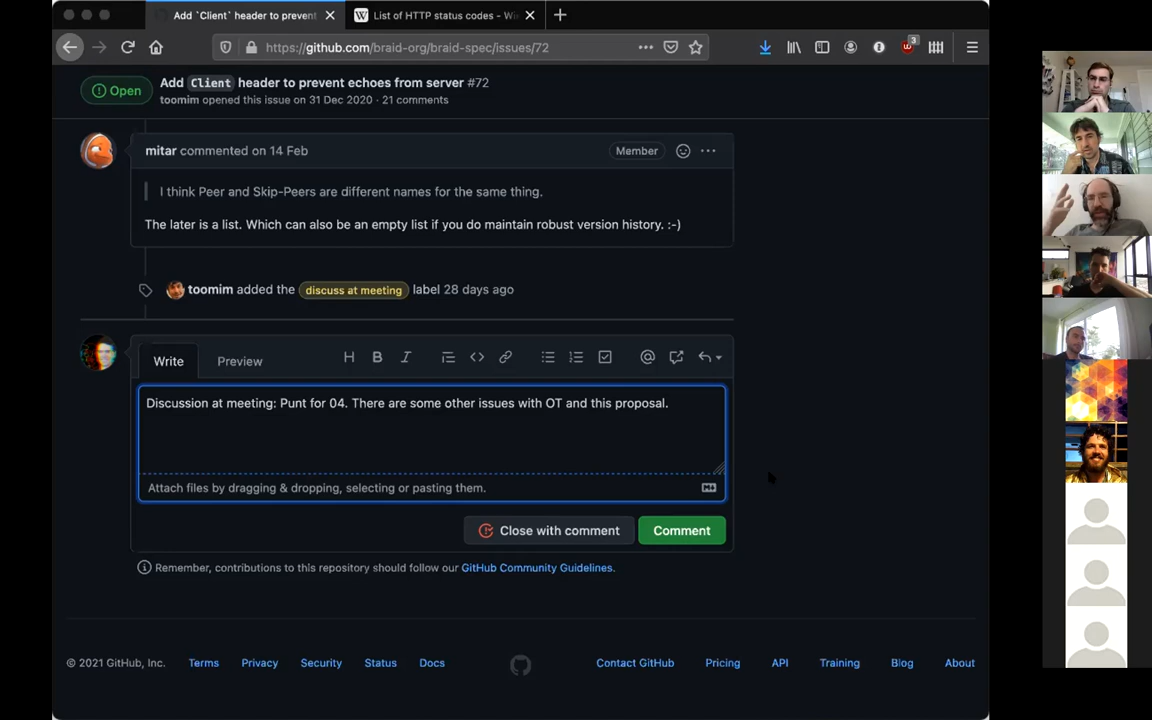 Add `Client` header to prevent
List of HTTP status codes - Wi
https://github.com/braid-org/braid-spec/issues/72
3
Open
Add Client header to prevent echoes from server #72
toomim opened this issue on 31 Dec 2020 · 21 comments
mitar commented on 14 Feb
Member
I think Peer and Skip-Peers are different names for the same thing.
The later is a list. Which can also be an empty list if you do maintain robust version history. :-)
toomim added the discuss at meeting label 28 days ago
Write
Preview
Discussion at meeting: Punt for 04. There are some other issues with OT and this proposal.
Attach files by dragging & dropping, selecting or pasting them.
Close with comment
Comment
Remember, contributions to this repository should follow our GitHub Community Guidelines.
© 2021 GitHub, Inc.
Terms
Privacy
Security
Status
Docs
Contact GitHub
Pricing
API
Training
Blog
About